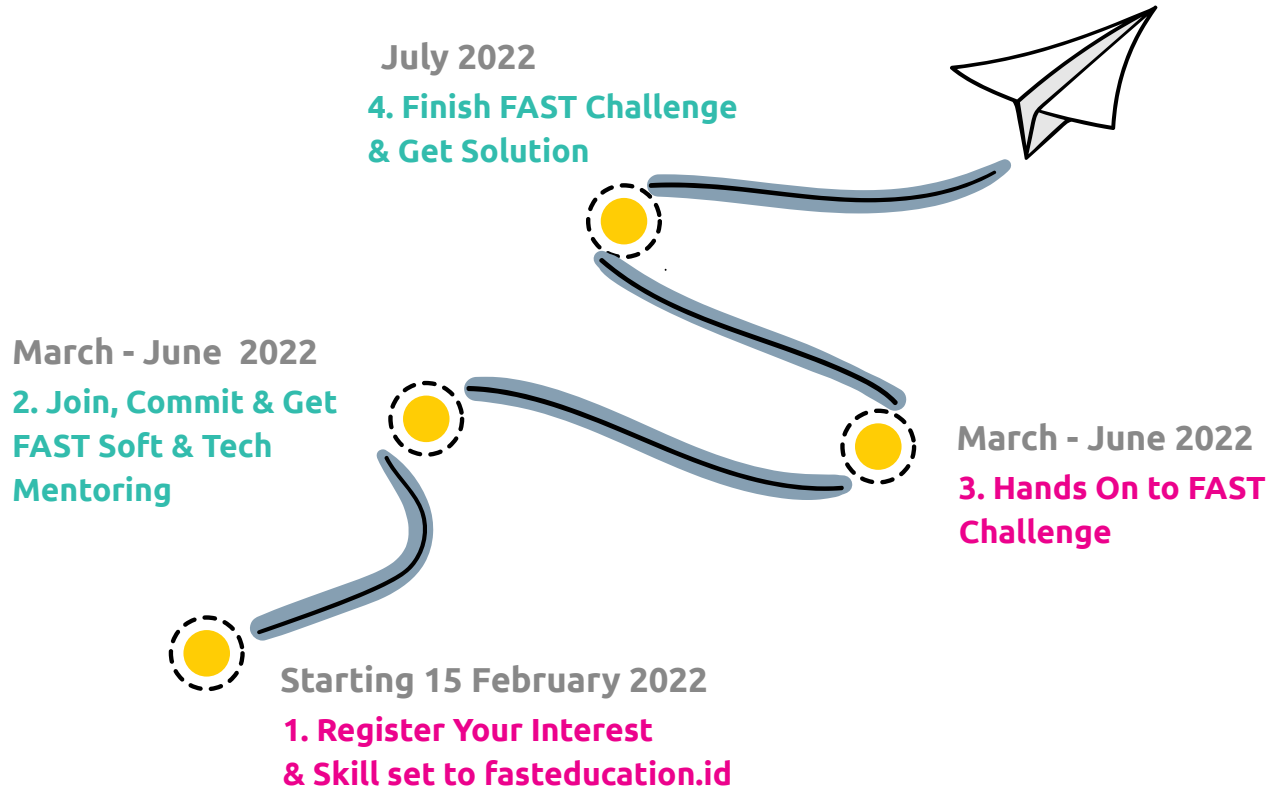 July 2022
4. Finish FAST Challenge
& Get Solution
March - June 2022
2. Join, Commit & Get
FAST Soft & Tech
Mentoring
March - June 2022
3. Hands On to FAST
Challenge
Starting 15 February 2022
1. Register Your Interest
& Skill set to fasteducation.id